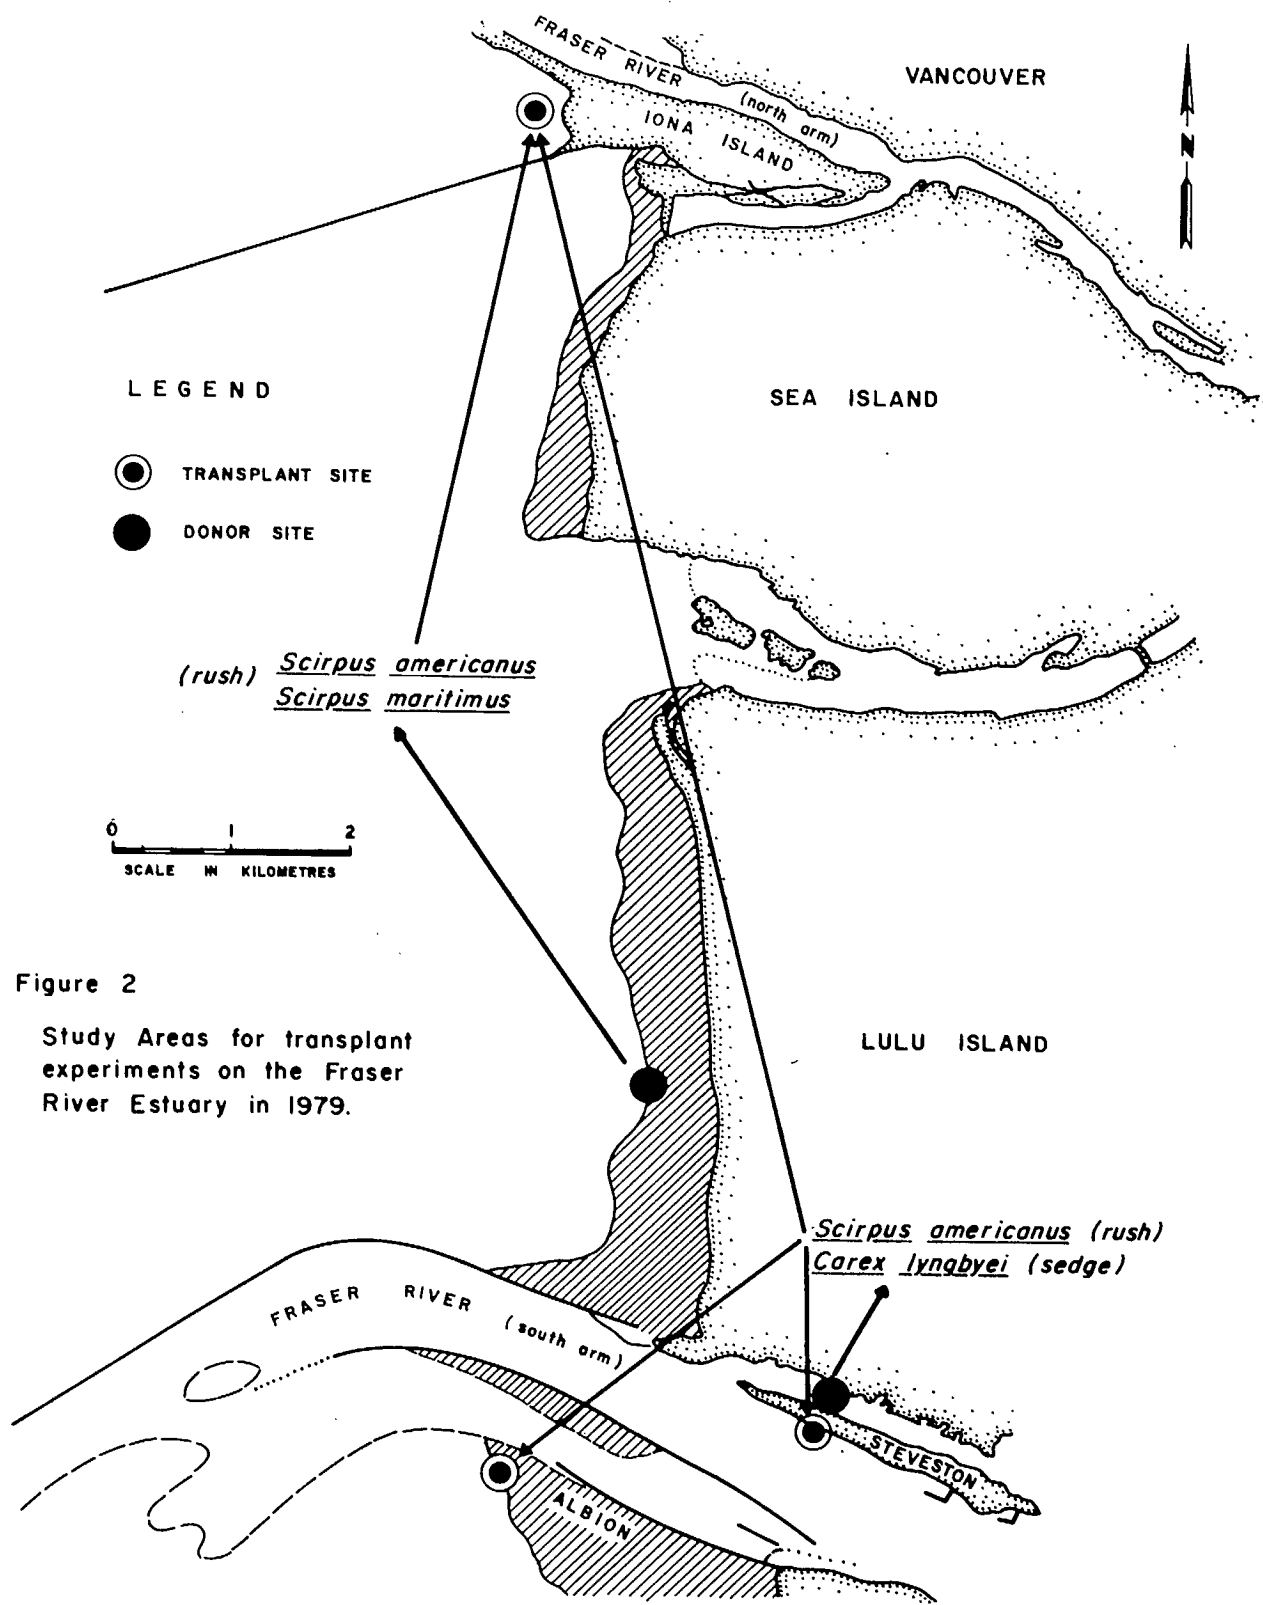 FRASER RIVER (north arm)
VANCOUVER
IONA ISLAND
N
SEA ISLAND
LEGEND
TRANSPLANT SITE
DONOR SITE
(rush) Scirpus americanus
Scirpus maritimus
0 1 2
SCALE IN KILOMETRES
Figure 2
Study Areas for transplant
experiments on the Fraser
River Estuary in 1979.
LULU ISLAND
Scirpus americanus (rush)
Carex lyngbyei (sedge)
FRASER RIVER (south arm)
STEVESTON
ALBION